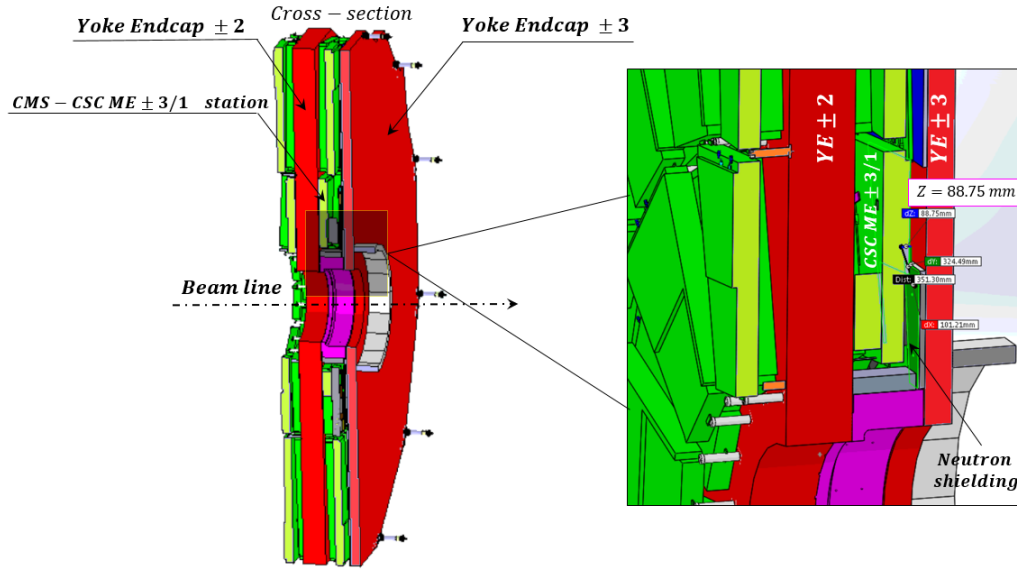 Cross − section
Yoke Endcap ± 2
Yoke Endcap ± 3
CMS − CSC ME ± 3/1 station
Beam line
YE ± 2
YE ± 3
CSC ME ± 3/1
Z = 88.75 mm
dZ: 88.75mm
dY: 324.49mm
Dist: 351.30mm
dX: 101.21mm
Neutron
shielding